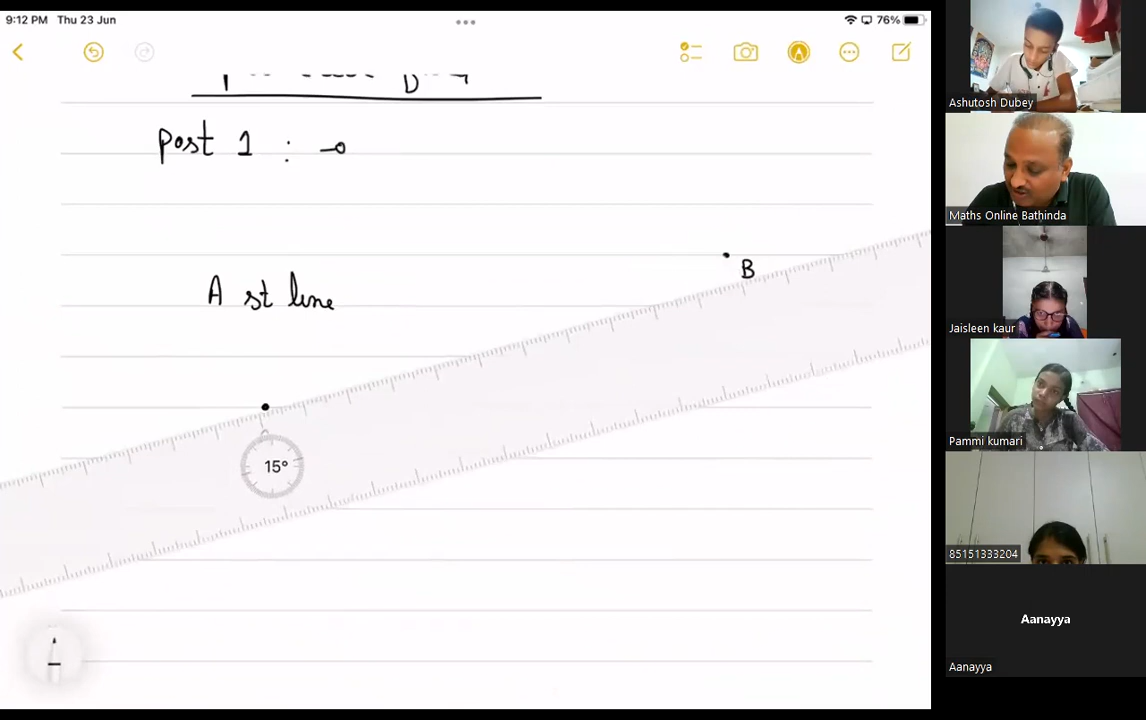 9:12 PM Thu 23 Jun
76%
Post 1 :
A st line
B
15°
Ashutosh Dubey
Maths Online Bathinda
Jaisleen kaur
Pammi kumari
85151333204
Aanayya
Aanayya